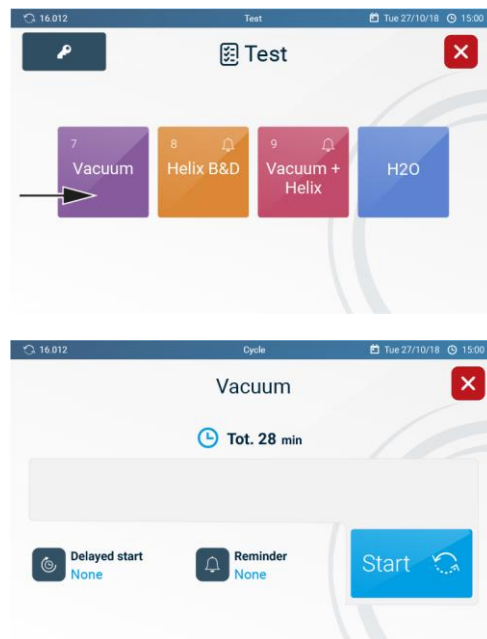 16.012
Test
Tue 27/10/18
15:00
Test
7
Vacuum
8
Helix B&D
9
Vacuum +
Helix
H2O
16.012
Cycle
Tue 27/10/18
15:00
Vacuum
Tot. 28 min
Delayed start
None
Reminder
None
Start